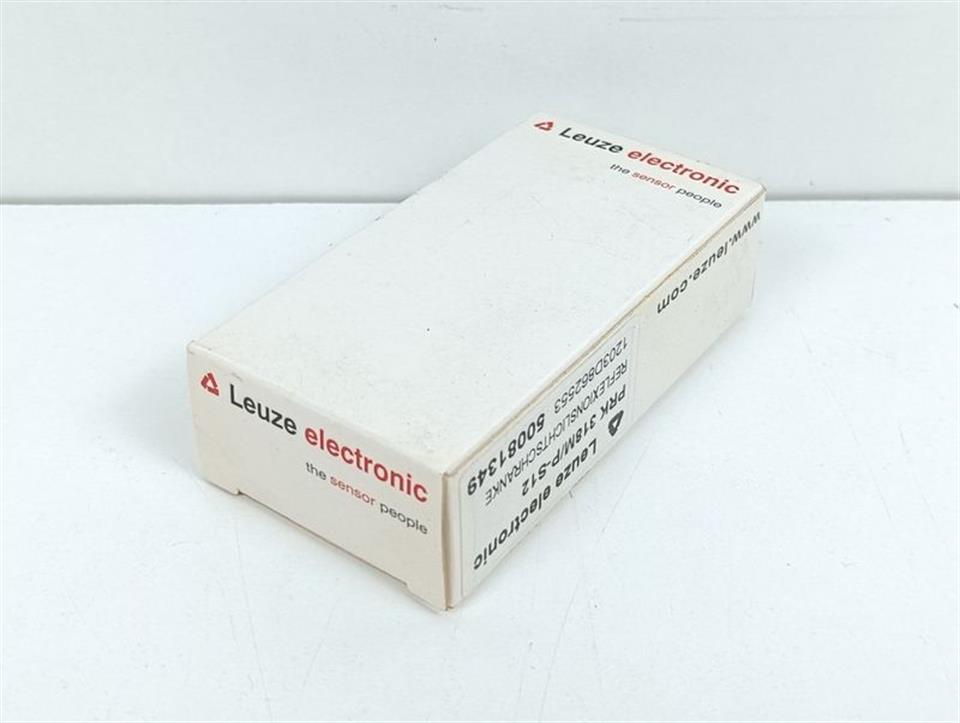 Leuze electronic
the sensor people
www.leuze.com
Leuze electronic
the sensor people
Leuze electronic
PRK 318M/P-S12
REFLEXIONSLICHTSCHRANKE
1203D862553 50081349